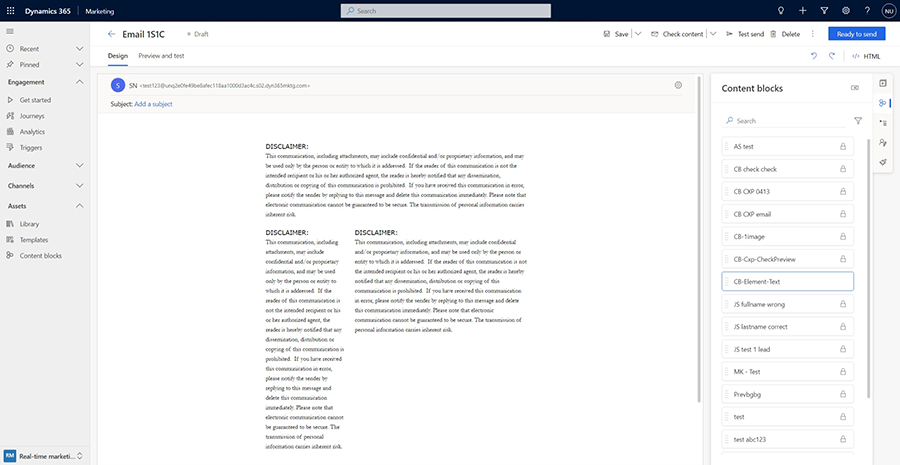 Dynamics 365 Marketing Search NU
Email 1S1C Draft Save Check content Test send Delete Ready to send
Design Preview and test HTML
Recent
Pinned
Engagement
Get started
Journeys
Analytics
Triggers
Audience
Channels
Assets
Library
Templates
Content blocks
RM Real-time marketi...
S SN
Subject: Add a subject
DISCLAIMER:
This communication, including attachments, may include confidential and/or proprietary information, and may
be used only by the person or entity to which it is addressed. If the reader of this communication is not the
intended recipient or his or her authorized agent, the reader is hereby notified that any dissemination,
distribution or copying of this communication is prohibited. If you have received this communication in error,
please notify the sender by replying to this message and delete this communication immediately. Please note that
electronic communication cannot be guaranteed to be secure. The transmission of personal information carries
inherent risk.
DISCLAIMER:
This communication, including
attachments, may include
confidential and/or proprietary
information, and may be used
only by the person or entity to
which it is addressed. If the
reader of this communication is
not the intended recipient or his
or her authorized agent, the
reader is hereby notified that any
dissemination, distribution or
copying of this communication is
prohibited. If you have received
this communication in error,
please notify the sender by
replying to this message and
delete this communication
immediately. Please note that
electronic communication cannot
be guaranteed to be secure. The
transmission of personal
information carries inherent risk.
DISCLAIMER:
This communication, including attachments, may include confidential
and/or proprietary information, and may be used only by the person or
entity to which it is addressed. If the reader of this communication is not
the intended recipient or his or her authorized agent, the reader is hereby
notified that any dissemination, distribution or copying of this
communication is prohibited. If you have received this communication
in error, please notify the sender by replying to this message and delete
this communication immediately. Please note that electronic
communication cannot be guaranteed to be secure. The transmission of
personal information carries inherent risk.
Content blocks
Search
AS test
CB check check
CB CXP 0413
CB CXP email
CB-1image
CB-Cxp-CheckPreview
CB-Element-Text
JS fullname wrong
JS lastname correct
JS test 1 lead
MK - Test
Prevbgbg
test
test abc123